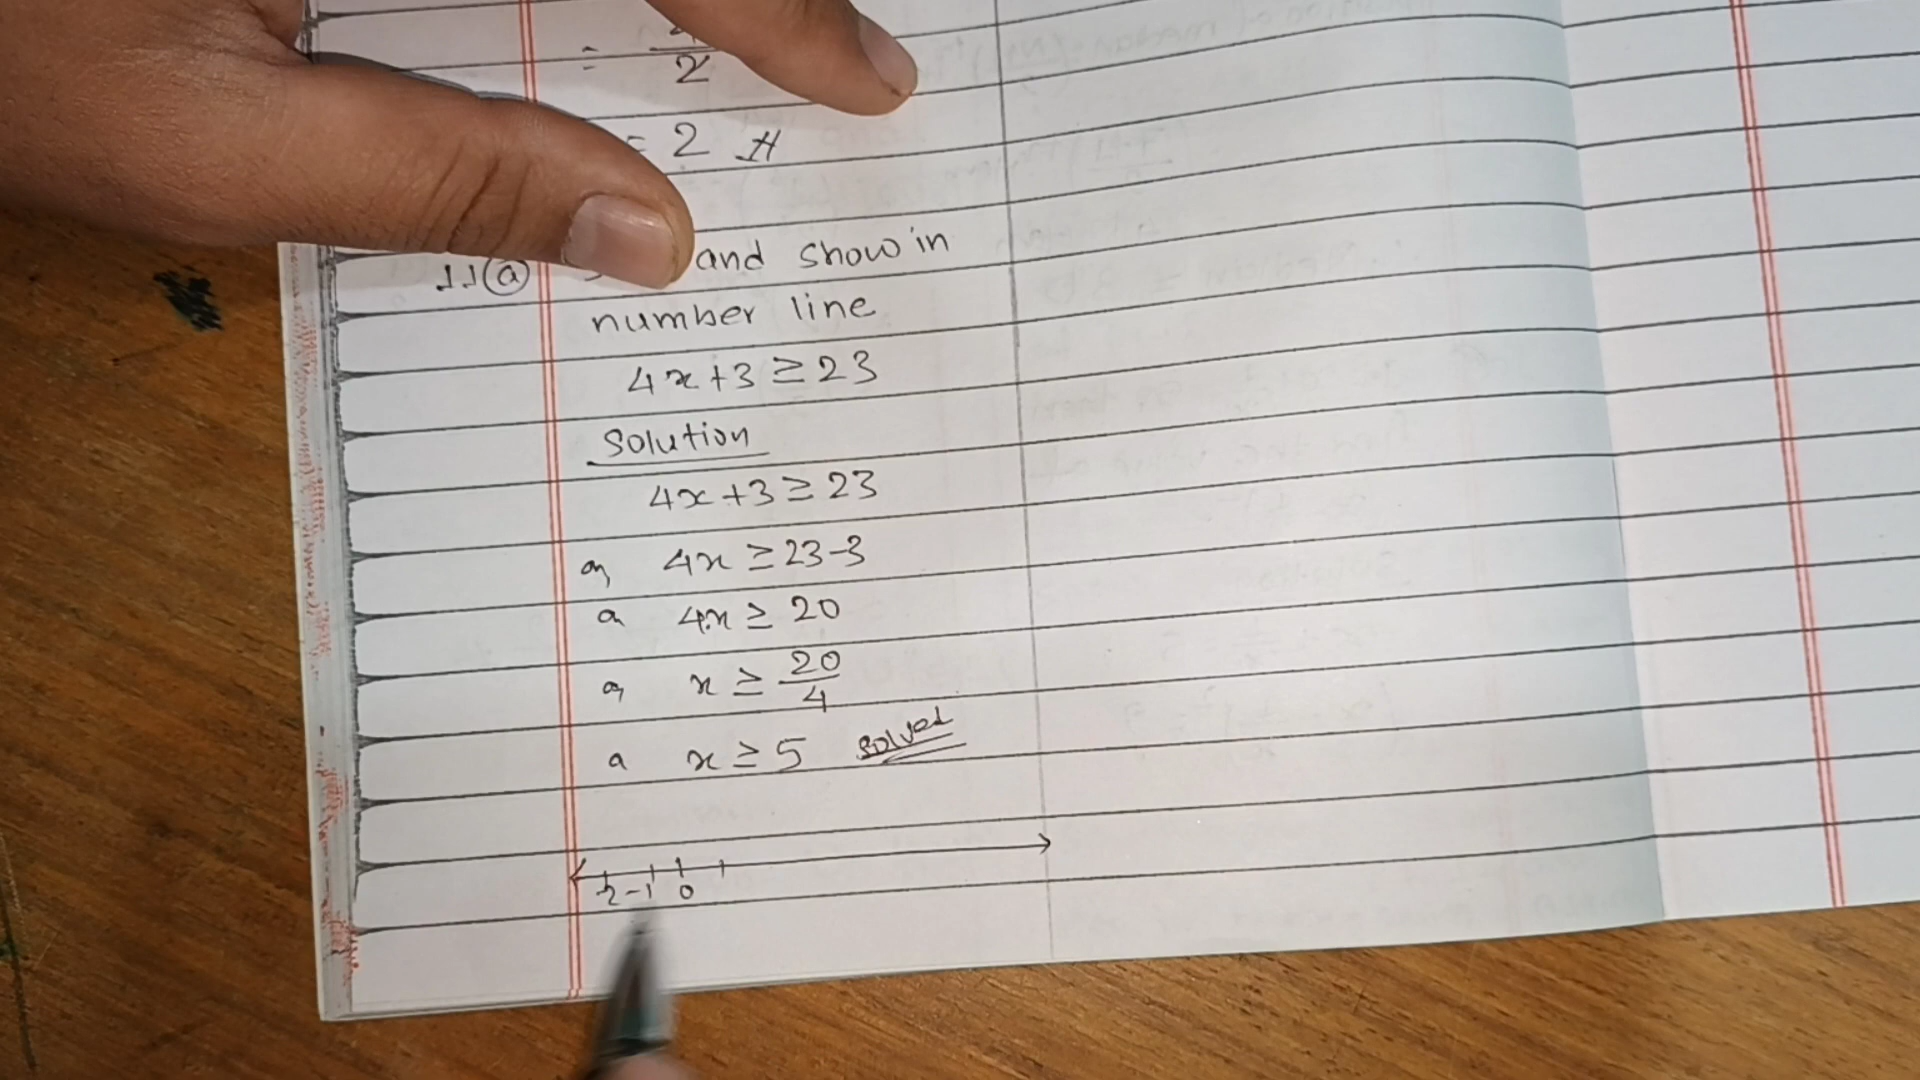 = 4/2
= 2 #
11(a) and show in
number line
4x+3 ≥ 23
Solution
4x+3 ≥ 23
or, 4x ≥ 23-3
or 4x ≥ 20
or, x ≥ 20/4
or x ≥ 5 solved
-2 -1 0